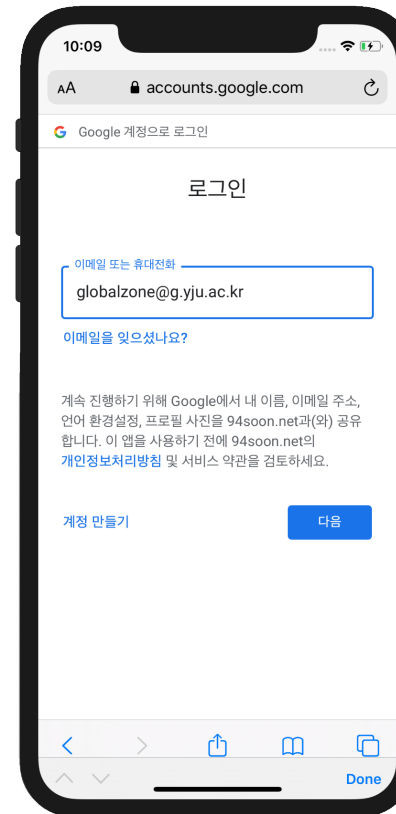 10:09
AA accounts.google.com
Google 계정으로 로그인
로그인
이메일 또는 휴대전화
globalzone@g.yju.ac.kr
이메일을 잊으셨나요?
계속 진행하기 위해 Google에서 내 이름, 이메일 주소,
언어 환경설정, 프로필 사진을 94soon.net과(와) 공유
합니다. 이 앱을 사용하기 전에 94soon.net의
개인정보처리방침 및 서비스 약관을 검토하세요.
계정 만들기 다음
Done